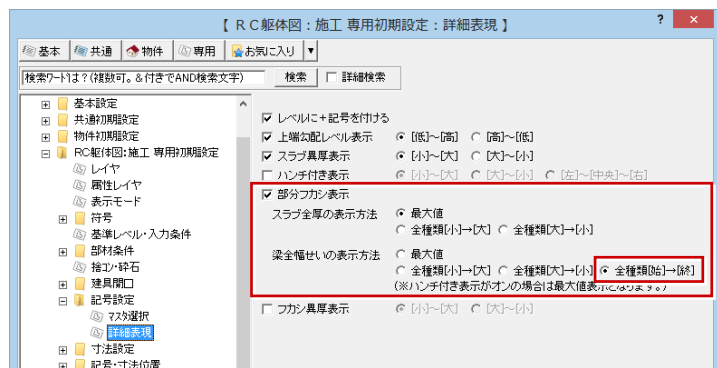 【 ＲＣ躯体図：施工 専用初期設定：詳細表現 】 ? ×
基本 共通 物件 専用 お気に入り ▼
検索ワードは？(複数可。＆付きでAND検索文字) 検索 詳細検索
基本設定
共通初期設定
物件初期設定
RC躯体図:施工 専用初期設定
レイヤ
属性レイヤ
表示モード
符号
基準レベル・入力条件
部材条件
捨コン・砕石
建具開口
記号設定
マスタ選択
詳細表現
寸法設定
記号・寸法位置
レベルに＋記号を付ける
上端勾配レベル表示 [低]～[高] [高]～[低]
スラブ異厚表示 [小]～[大] [大]～[小]
ハンチ付き表示 [小]～[大] [大]～[小] [左]～[中央]～[右]
部分フカシ表示
スラブ全厚の表示方法 最大値
全種類[小]→[大] 全種類[大]→[小]
梁全幅せいの表示方法 最大値
全種類[小]→[大] 全種類[大]→[小] 全種類[始]→[終]
(※ハンチ付き表示がオンの場合は最大値表示となります。)
フカシ異厚表示 [小]～[大] [大]～[小]